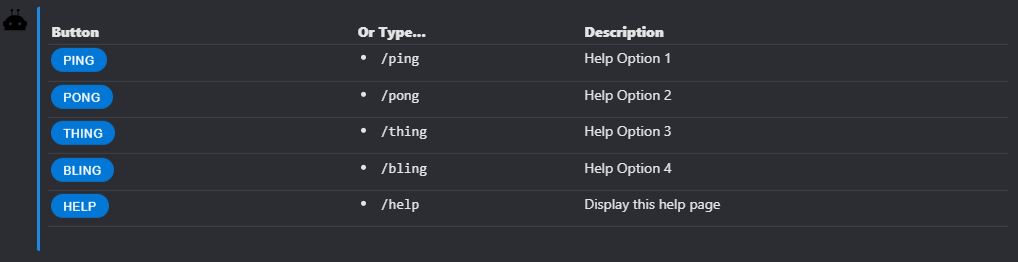 Button Or Type... Description
PING • /ping Help Option 1
PONG • /pong Help Option 2
THING • /thing Help Option 3
BLING • /bling Help Option 4
HELP • /help Display this help page